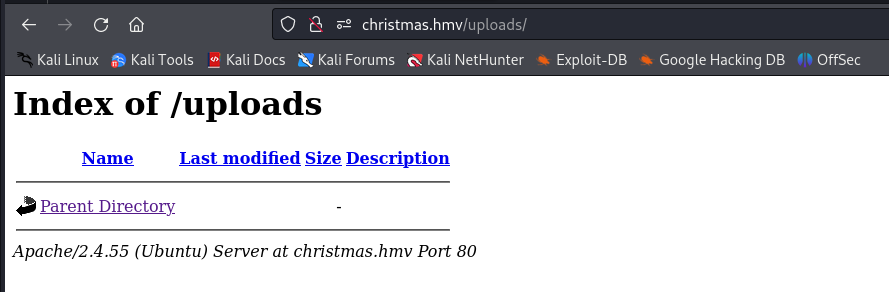 christmas.hmv/uploads/
Kali Linux Kali Tools Kali Docs Kali Forums Kali NetHunter Exploit-DB Google Hacking DB OffSec
Index of /uploads
Name Last modified Size Description
Parent Directory -
Apache/2.4.55 (Ubuntu) Server at christmas.hmv Port 80